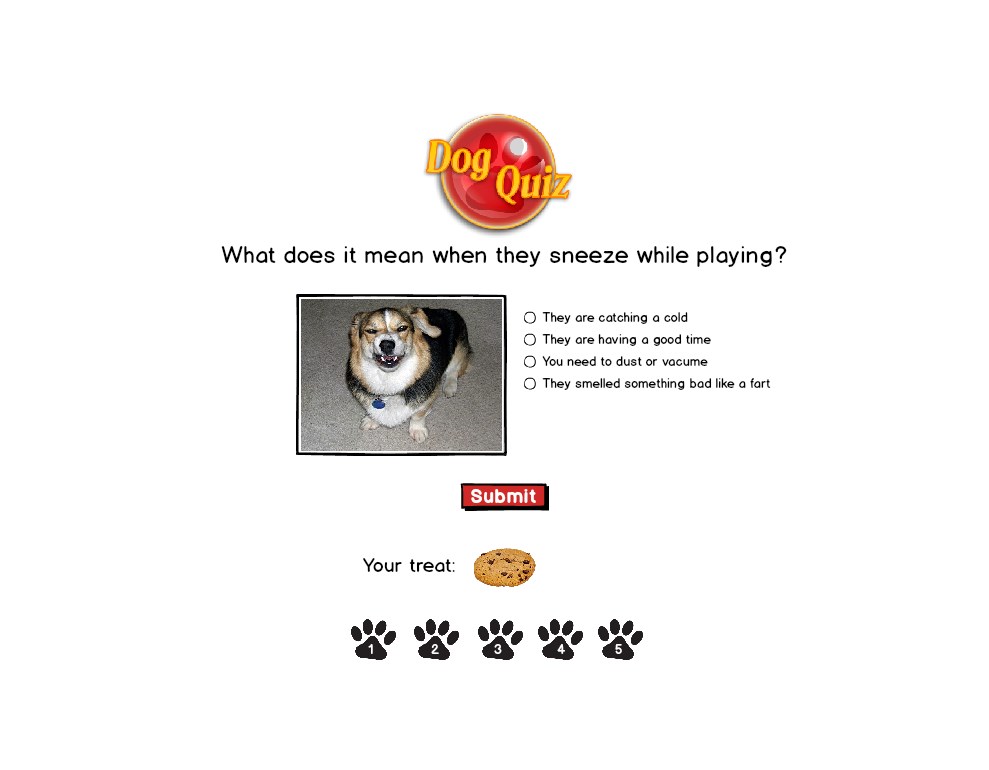 Dog
Quiz
What does it mean when they sneeze while playing?
They are catching a cold
They are having a good time
You need to dust or vacume
They smelled something bad like a fart
Submit
Your treat:
1 2 3 4 5